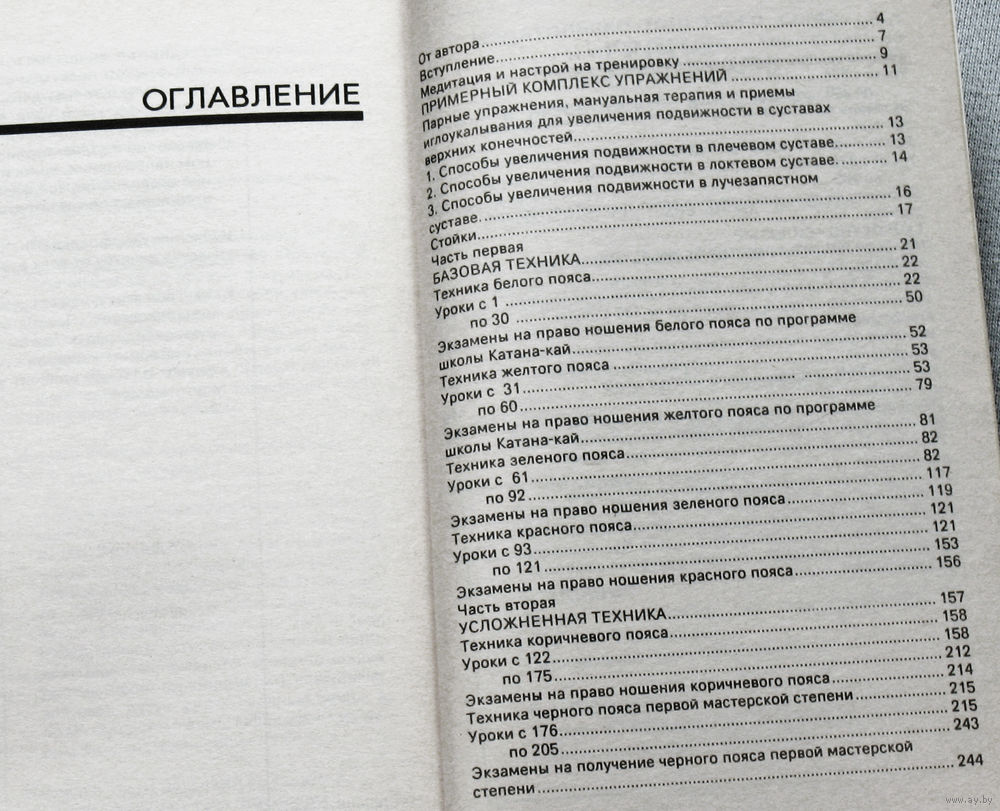 ОГЛАВЛЕНИЕ
От автора........ 4
Вступление........ 7
Медитация и настрой на тренировку........ 9
ПРИМЕРНЫЙ КОМПЛЕКС УПРАЖНЕНИЙ........ 11
Парные упражнения, мануальная терапия и приемы
иглоукалывания для увеличения подвижности в суставах
верхних конечностей........ 13
1. Способы увеличения подвижности в плечевом суставе........ 13
2. Способы увеличения подвижности в локтевом суставе........ 14
3. Способы увеличения подвижности в лучезапястном
суставе........ 16
Стойки........ 17
Часть первая
БАЗОВАЯ ТЕХНИКА........ 21
Техника белого пояса........ 22
Уроки с 1 ........ 22
по 30 ........ 50
Экзамены на право ношения белого пояса по программе
школы Катана-кай........ 52
Техника желтого пояса ........ 53
Уроки с 31........ 53
по 60........ 79
Экзамены на право ношения желтого пояса по программе
школы Катана-кай........ 81
Техника зеленого пояса........ 82
Уроки с 61........ 82
по 92........ 117
Экзамены на право ношения зеленого пояса........ 119
Техника красного пояса........ 121
Уроки с 93........ 121
по 121........ 153
Экзамены на право ношения красного пояса........ 156
Часть вторая
УСЛОЖНЕННАЯ ТЕХНИКА........ 157
Техника коричневого пояса........ 158
Уроки с 122........ 158
по 175........ 212
Экзамены на право ношения коричневого пояса........ 214
Техника черного пояса первой мастерской степени........ 215
Уроки с 176........ 215
по 205........ 243
Экзамены на получение черного пояса первой мастерской
степени........ 244
www.ay.by